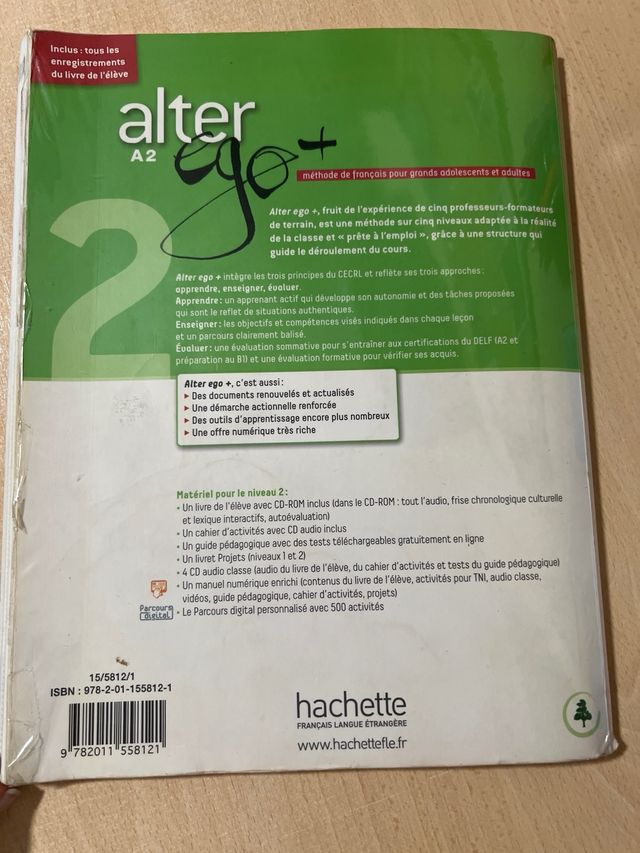 Inclus : tous les
enregistrements
du livre de l'élève
alter
A2
ego +
méthode de français pour grands adolescents et adultes
2
Alter ego +, fruit de l'expérience de cinq professeurs-formateurs
de terrain, est une méthode sur cinq niveaux adaptée à la réalité
de la classe et « prête à l'emploi », grâce à une structure qui
guide le déroulement du cours.
Alter ego + intègre les trois principes du CECRL et reflète ses trois approches :
apprendre, enseigner, évaluer.
Apprendre : un apprenant actif qui développe son autonomie et des tâches proposées
qui sont le reflet de situations authentiques.
Enseigner : les objectifs et compétences visés indiqués dans chaque leçon
et un parcours clairement balisé.
Évaluer : une évaluation sommative pour s'entraîner aux certifications du DELF (A2 et
préparation au B1) et une évaluation formative pour vérifier ses acquis.
Alter ego +, c'est aussi :
▸ Des documents renouvelés et actualisés
▸ Une démarche actionnelle renforcée
▸ Des outils d'apprentissage encore plus nombreux
▸ Une offre numérique très riche
Matériel pour le niveau 2 :
• Un livre de l'élève avec CD-ROM inclus (dans le CD-ROM : tout l'audio, frise chronologique culturelle
et lexique interactifs, autoévaluation)
• Un cahier d'activités avec CD audio inclus
• Un guide pédagogique avec des tests téléchargeables gratuitement en ligne
• Un livret Projets (niveaux 1 et 2)
• 4 CD audio classe (audio du livre de l'élève, du cahier d'activités et tests du guide pédagogique)
• Un manuel numérique enrichi (contenus du livre de l'élève, activités pour TNI, audio classe,
vidéos, guide pédagogique, cahier d'activités, projets)
Parcours
digital
• Le Parcours digital personnalisé avec 500 activités
15/5812/1
ISBN : 978-2-01-155812-1
9 782011 558121
hachette
FRANÇAIS LANGUE ÉTRANGÈRE
www.hachettefle.fr